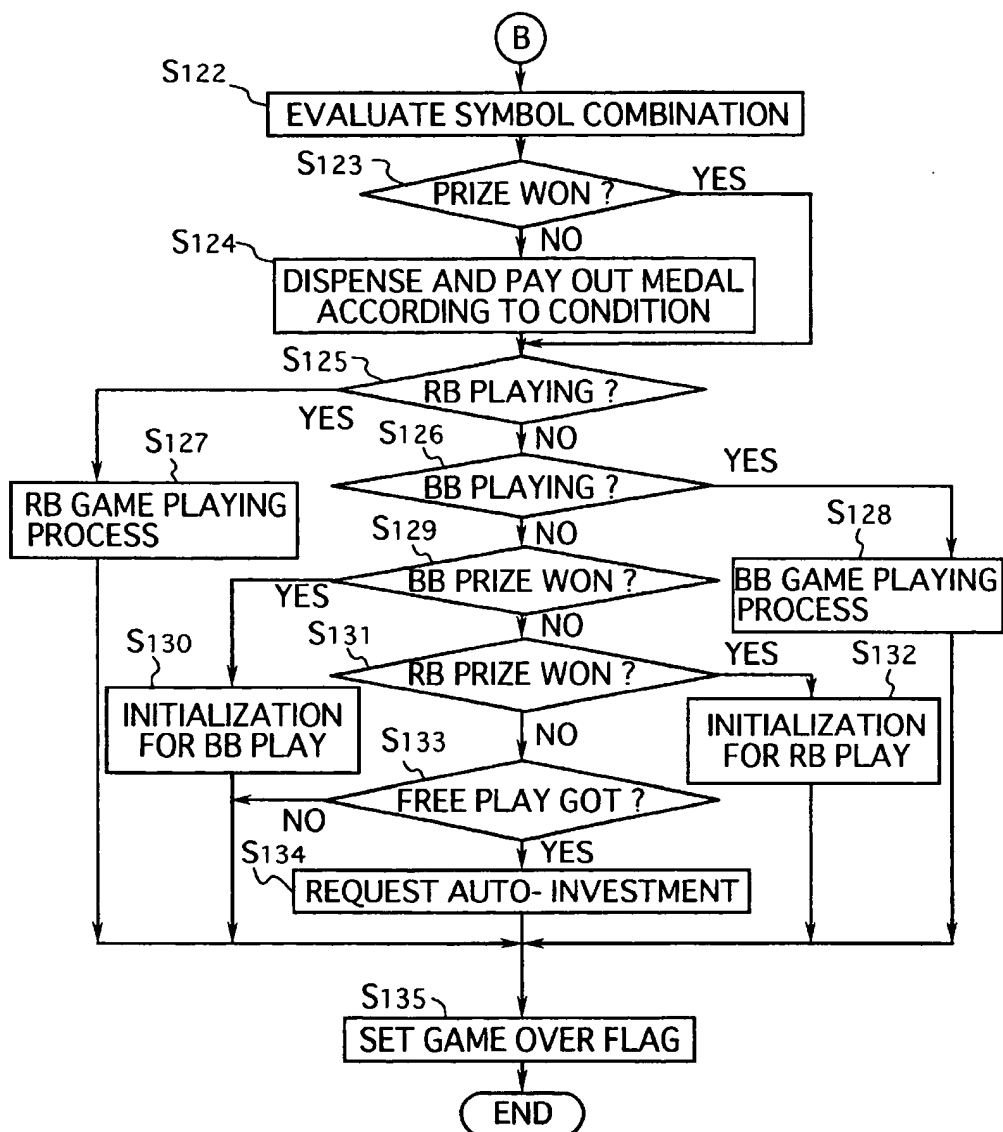 B
S122
EVALUATE SYMBOL COMBINATION
S123
PRIZE WON ?
YES
NO
S124
DISPENSE AND PAY OUT MEDAL
ACCORDING TO CONDITION
S125
RB PLAYING ?
YES
NO
S126
BB PLAYING ?
YES
NO
S127
RB GAME PLAYING
PROCESS
S128
BB GAME PLAYING
PROCESS
S129
BB PRIZE WON ?
YES
NO
S130
INITIALIZATION
FOR BB PLAY
S131
RB PRIZE WON ?
YES
NO
S132
INITIALIZATION
FOR RB PLAY
S133
FREE PLAY GOT ?
NO
YES
S134
REQUEST AUTO- INVESTMENT
S135
SET GAME OVER FLAG
END